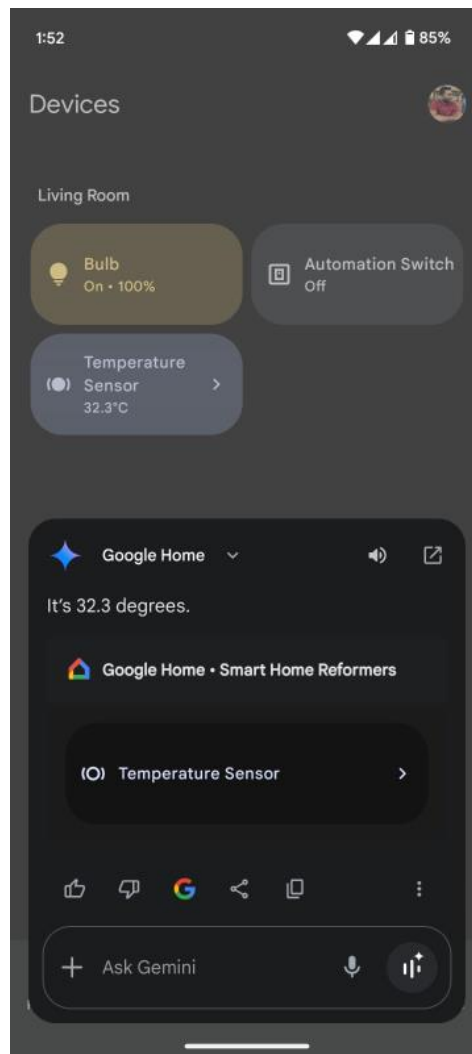 1:52
85%
Devices
Living Room
Bulb
On • 100%
Automation Switch
Off
Temperature
Sensor
32.3°C
Google Home
It's 32.3 degrees.
Google Home • Smart Home Reformers
Temperature Sensor
Ask Gemini